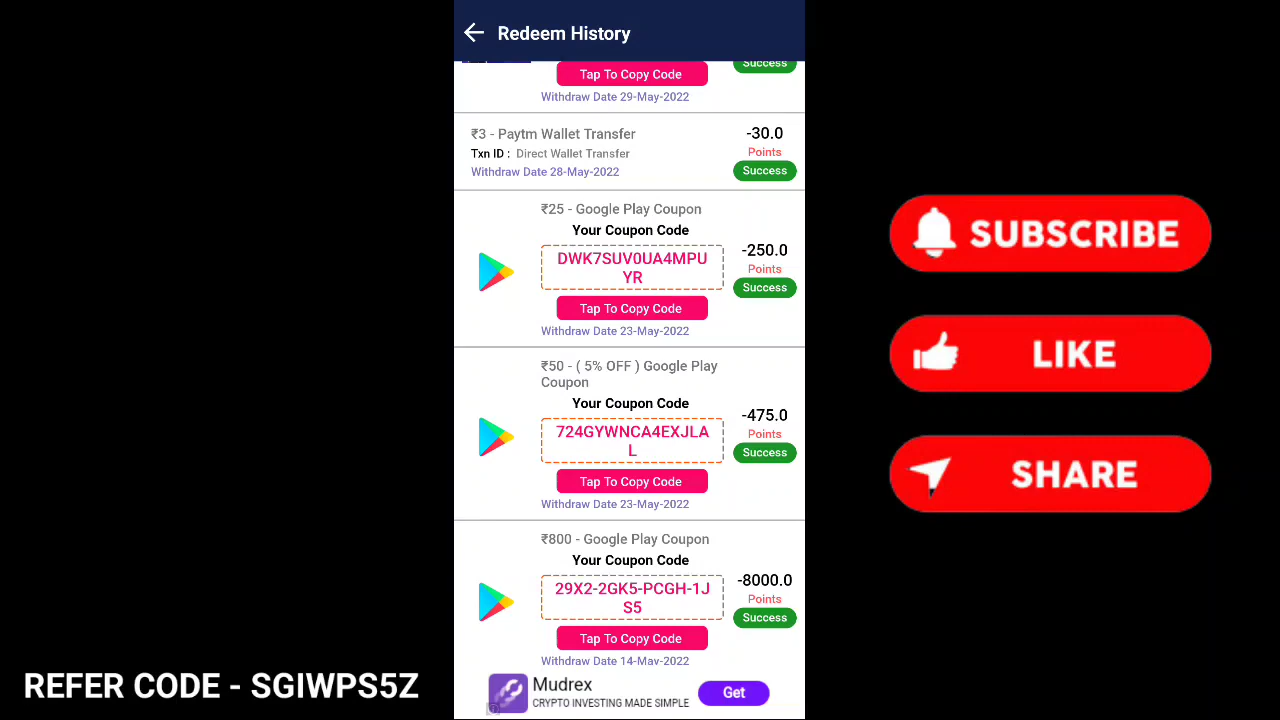 Redeem History
Success
Tap To Copy Code
Withdraw Date 29-May-2022
₹3 - Paytm Wallet Transfer
Txn ID : Direct Wallet Transfer
Withdraw Date 28-May-2022
-30.0
Points
Success
₹25 - Google Play Coupon
Your Coupon Code
DWK7SUV0UA4MPU
YR
Tap To Copy Code
Withdraw Date 23-May-2022
-250.0
Points
Success
₹50 - ( 5% OFF ) Google Play
Coupon
Your Coupon Code
724GYWNCA4EXJLA
L
Tap To Copy Code
Withdraw Date 23-May-2022
-475.0
Points
Success
₹800 - Google Play Coupon
Your Coupon Code
29X2-2GK5-PCGH-1J
S5
Tap To Copy Code
Withdraw Date 14-May-2022
-8000.0
Points
Success
Mudrex
CRYPTO INVESTING MADE SIMPLE
Get
SUBSCRIBE
LIKE
SHARE
REFER CODE - SGIWPS5Z